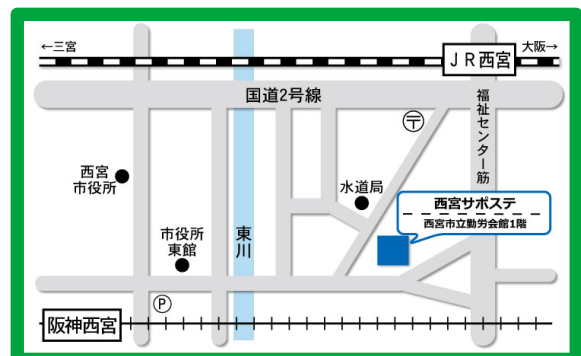 ←三宮
大阪→
JR西宮
国道2号線
福祉センター筋
〒
西宮
市役所
水道局
西宮サポステ
西宮市立勤労会館1階
市役所
東館
東川
P
阪神西宮